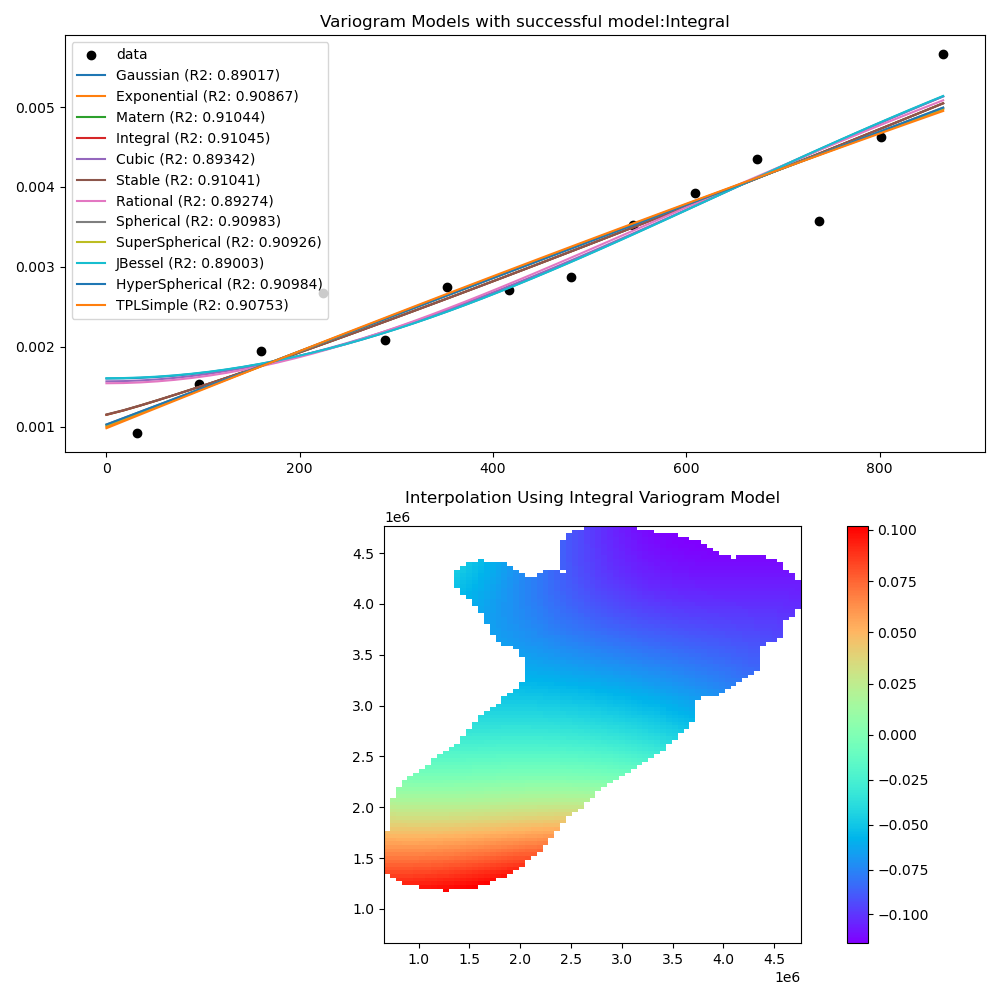 Variogram Models with successful model:Integral
data
Gaussian (R2: 0.89017)
Exponential (R2: 0.90867)
Matern (R2: 0.91044)
Integral (R2: 0.91045)
Cubic (R2: 0.89342)
Stable (R2: 0.91041)
Rational (R2: 0.89274)
Spherical (R2: 0.90983)
SuperSpherical (R2: 0.90926)
JBessel (R2: 0.89003)
HyperSpherical (R2: 0.90984)
TPLSimple (R2: 0.90753)
0.005
0.004
0.003
0.002
0.001
0 200 400 600 800
Interpolation Using Integral Variogram Model
1e6
4.5
4.0
3.5
3.0
2.5
2.0
1.5
1.0
1.0 1.5 2.0 2.5 3.0 3.5 4.0 4.5
1e6
0.100
0.075
0.050
0.025
0.000
−0.025
−0.050
−0.075
−0.100